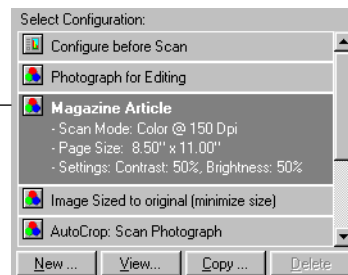 Select Configuration:
Configure before Scan
Photograph for Editing
Magazine Article
- Scan Mode: Color @ 150 Dpi
- Page Size: 8.50'' x 11.00''
- Settings: Contrast: 50%, Brightness: 50%
Image Sized to original (minimize size)
AutoCrop: Scan Photograph
New ... View... Copy ... Delete